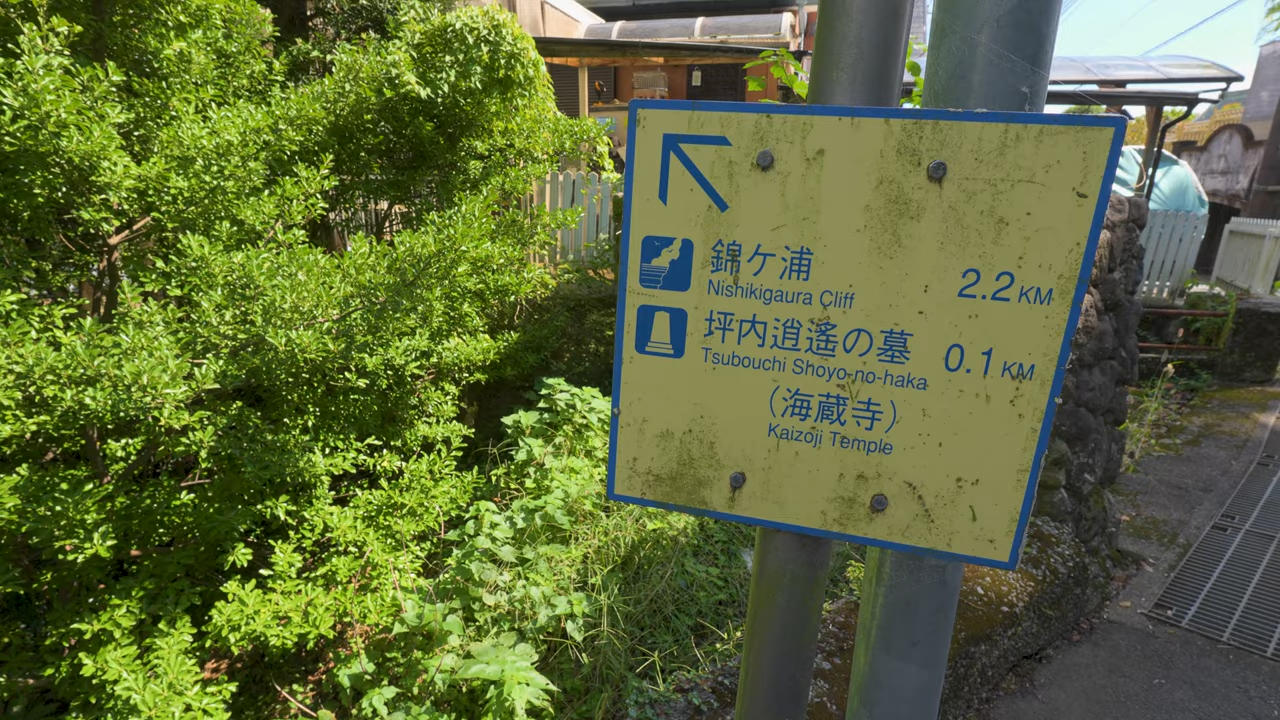 錦ケ浦 2.2 KM
Nishikigaura Cliff
坪内逍遙の墓 0.1 KM
Tsubouchi Shoyo-no-haka
(海蔵寺)
Kaizoji Temple